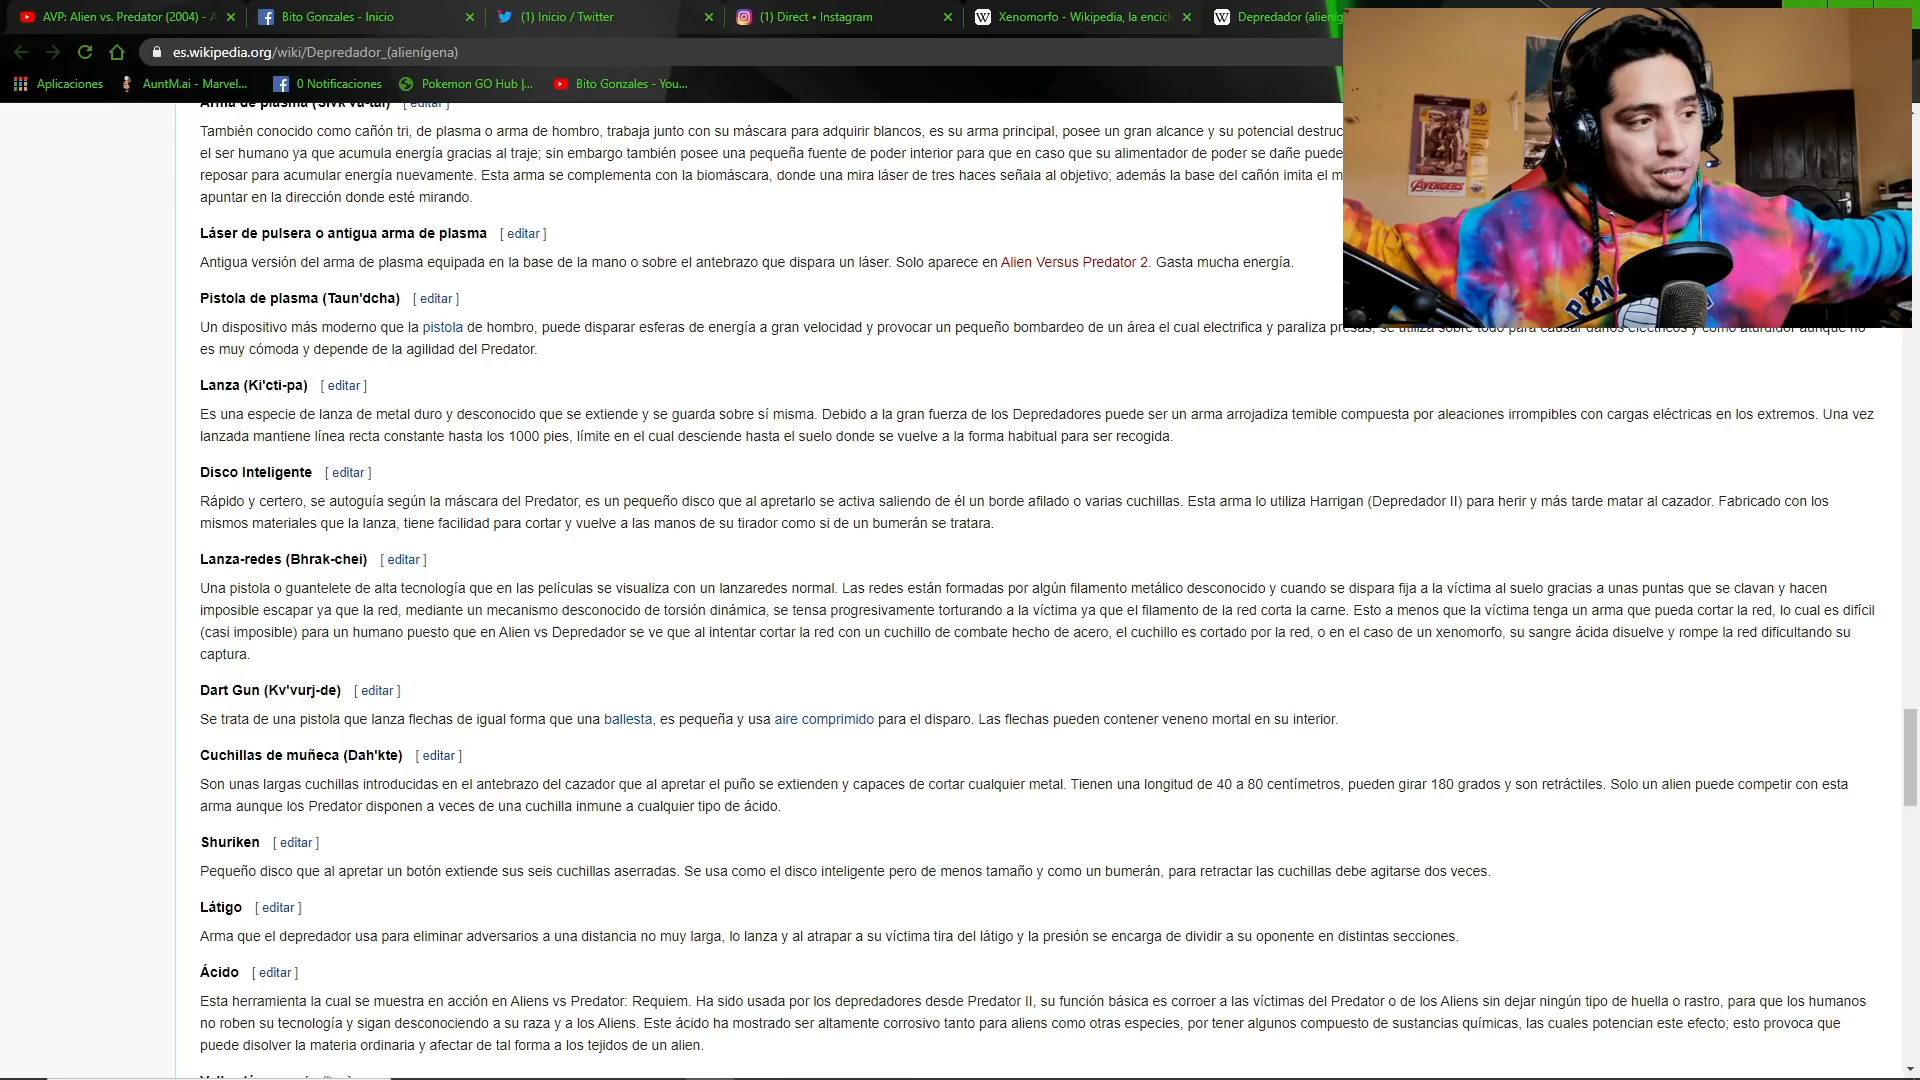 AVP: Alien vs. Predator (2004) - A
Bito Gonzales - Inicio
(1) Inicio / Twitter
(1) Direct • Instagram
Xenomorfo - Wikipedia, la encicl
Depredador (alieníg
es.wikipedia.org/wiki/Depredador_(alienígena)
Aplicaciones
AuntM.ai - Marvel...
0 Notificaciones
Pokemon GO Hub |...
Bito Gonzales - You...
Arma de plasma (Sivk'va-tai) [ editar ]
También conocido como cañón tri, de plasma o arma de hombro, trabaja junto con su máscara para adquirir blancos, es su arma principal, posee un gran alcance y su potencial destruc
el ser humano ya que acumula energía gracias al traje; sin embargo también posee una pequeña fuente de poder interior para que en caso que su alimentador de poder se dañe puede
reposar para acumular energía nuevamente. Esta arma se complementa con la biomáscara, donde una mira láser de tres haces señala al objetivo; además la base del cañón imita el m
apuntar en la dirección donde esté mirando.
Láser de pulsera o antigua arma de plasma [ editar ]
Antigua versión del arma de plasma equipada en la base de la mano o sobre el antebrazo que dispara un láser. Solo aparece en Alien Versus Predator 2. Gasta mucha energía.
Pistola de plasma (Taun'dcha) [ editar ]
Un dispositivo más moderno que la pistola de hombro, puede disparar esferas de energía a gran velocidad y provocar un pequeño bombardeo de un área el cual electrifica y paraliza presas, se utiliza sobre todo para causar daños eléctricos y como aturdidor aunque no
es muy cómoda y depende de la agilidad del Predator.
Lanza (Ki'cti-pa) [ editar ]
Es una especie de lanza de metal duro y desconocido que se extiende y se guarda sobre sí misma. Debido a la gran fuerza de los Depredadores puede ser un arma arrojadiza temible compuesta por aleaciones irrompibles con cargas eléctricas en los extremos. Una vez
lanzada mantiene línea recta constante hasta los 1000 pies, límite en el cual desciende hasta el suelo donde se vuelve a la forma habitual para ser recogida.
Disco Inteligente [ editar ]
Rápido y certero, se autoguía según la máscara del Predator, es un pequeño disco que al apretarlo se activa saliendo de él un borde afilado o varias cuchillas. Esta arma lo utiliza Harrigan (Depredador II) para herir y más tarde matar al cazador. Fabricado con los
mismos materiales que la lanza, tiene facilidad para cortar y vuelve a las manos de su tirador como si de un bumerán se tratara.
Lanza-redes (Bhrak-chei) [ editar ]
Una pistola o guantelete de alta tecnología que en las películas se visualiza con un lanzaredes normal. Las redes están formadas por algún filamento metálico desconocido y cuando se dispara fija a la víctima al suelo gracias a unas puntas que se clavan y hacen
imposible escapar ya que la red, mediante un mecanismo desconocido de torsión dinámica, se tensa progresivamente torturando a la víctima ya que el filamento de la red corta la carne. Esto a menos que la víctima tenga un arma que pueda cortar la red, lo cual es difícil
(casi imposible) para un humano puesto que en Alien vs Depredador se ve que al intentar cortar la red con un cuchillo de combate hecho de acero, el cuchillo es cortado por la red, o en el caso de un xenomorfo, su sangre ácida disuelve y rompe la red dificultando su
captura.
Dart Gun (Kv'vurj-de) [ editar ]
Se trata de una pistola que lanza flechas de igual forma que una ballesta, es pequeña y usa aire comprimido para el disparo. Las flechas pueden contener veneno mortal en su interior.
Cuchillas de muñeca (Dah'kte) [ editar ]
Son unas largas cuchillas introducidas en el antebrazo del cazador que al apretar el puño se extienden y capaces de cortar cualquier metal. Tienen una longitud de 40 a 80 centímetros, pueden girar 180 grados y son retráctiles. Solo un alien puede competir con esta
arma aunque los Predator disponen a veces de una cuchilla inmune a cualquier tipo de ácido.
Shuriken [ editar ]
Pequeño disco que al apretar un botón extiende sus seis cuchillas aserradas. Se usa como el disco inteligente pero de menos tamaño y como un bumerán, para retractar las cuchillas debe agitarse dos veces.
Látigo [ editar ]
Arma que el depredador usa para eliminar adversarios a una distancia no muy larga, lo lanza y al atrapar a su víctima tira del látigo y la presión se encarga de dividir a su oponente en distintas secciones.
Ácido [ editar ]
Esta herramienta la cual se muestra en acción en Aliens vs Predator: Requiem. Ha sido usada por los depredadores desde Predator II, su función básica es corroer a las víctimas del Predator o de los Aliens sin dejar ningún tipo de huella o rastro, para que los humanos
no roben su tecnología y sigan desconociendo a su raza y a los Aliens. Este ácido ha mostrado ser altamente corrosivo tanto para aliens como otras especies, por tener algunos compuesto de sustancias químicas, las cuales potencian este efecto; esto provoca que
puede disolver la materia ordinaria y afectar de tal forma a los tejidos de un alien.
AVENGERS
PEN